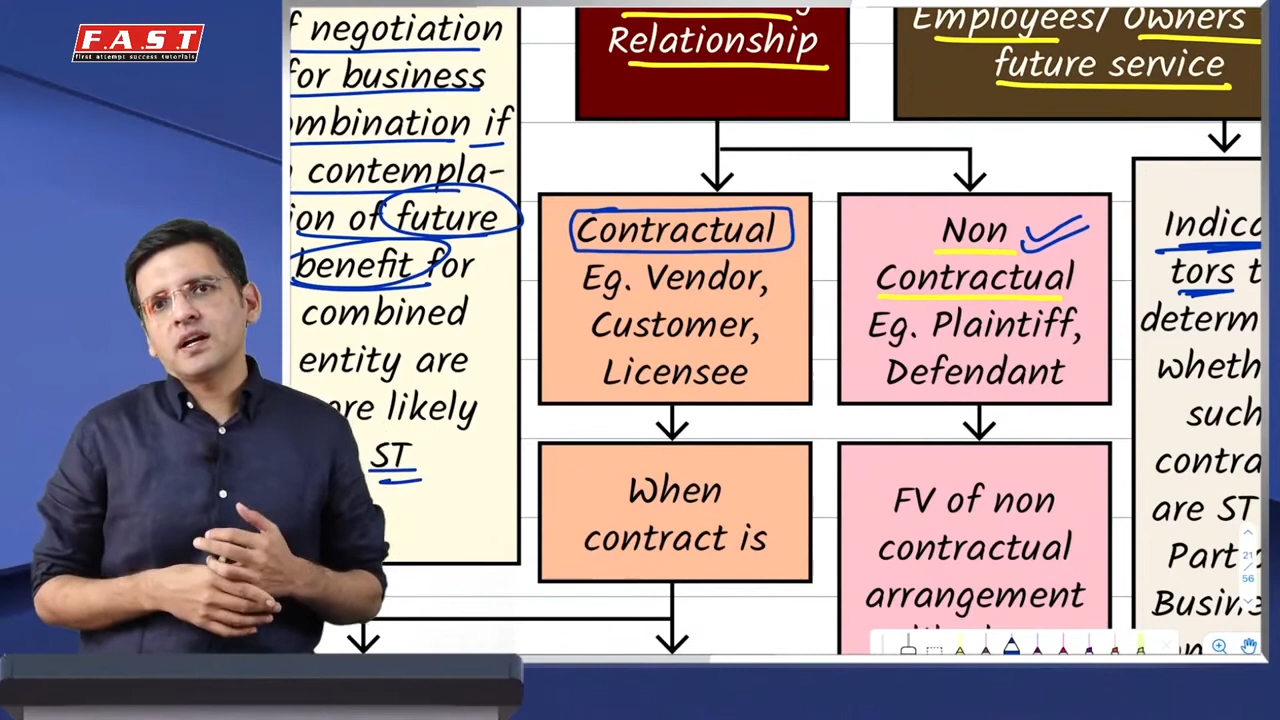 F.A.S.T
first attempt success tutorials
f negotiation
for business
ombination if
contempla-
ion of future
benefit for
combined
entity are
likely
ST
Relationship
Employees/ Owners
future service
Contractual
Eg. Vendor,
Customer,
Licensee
When
contract is
Non
Contractual
Eg. Plaintiff,
Defendant
FV of non
contractual
arrangement
Indica
tors t
determ
wheth
such
contra
are ST
Part o
Busine
21
56